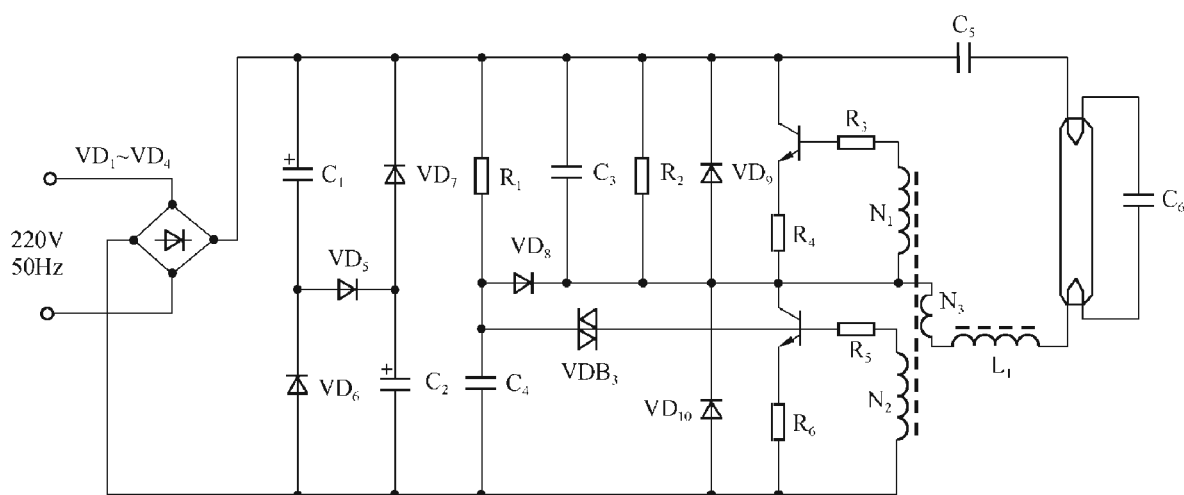 C₅
VD₁~VD₄
220V
50Hz
+
C₁
VD₇
R₁
C₃
R₂
VD₉
R₃
N₁
C₆
R₄
VD₅
VD₈
N₃
VDB₃
R₅
L₁
VD₆
+
C₂
C₄
VD₁₀
R₆
N₂